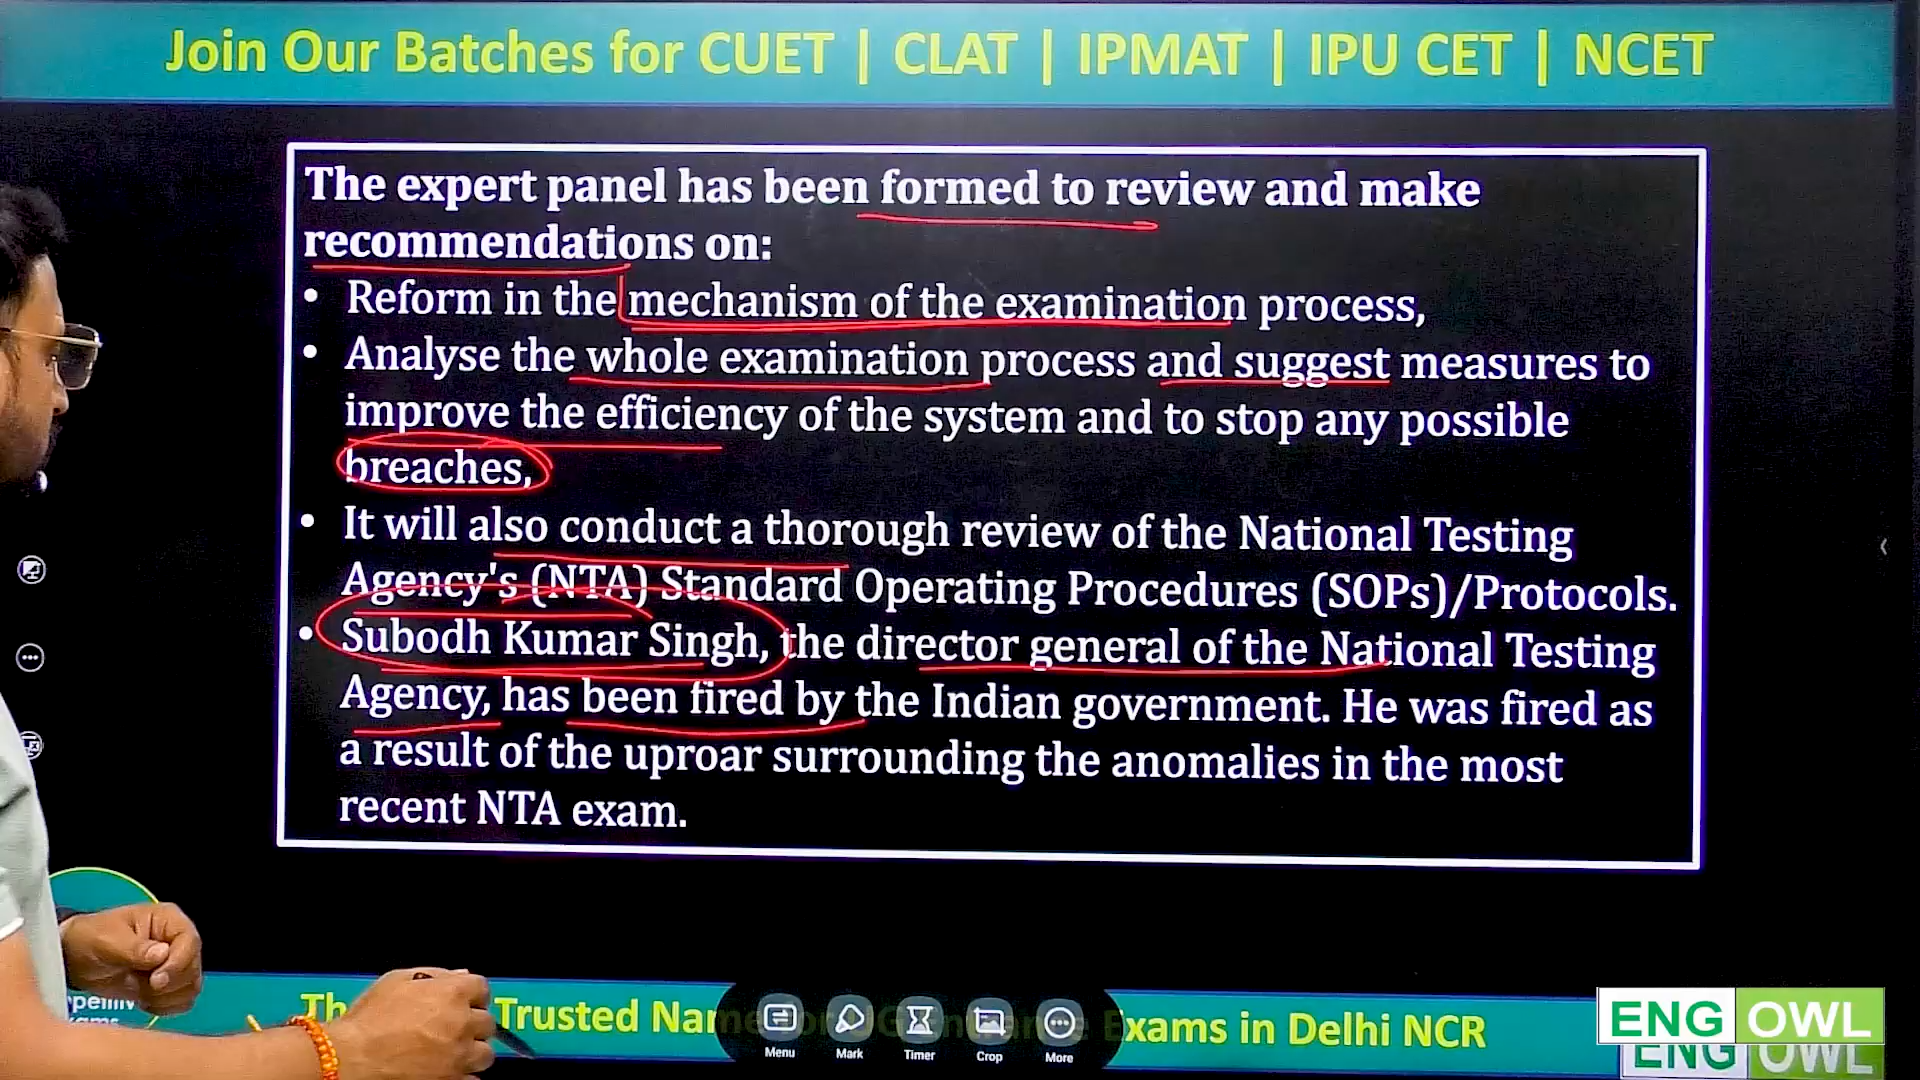 Join Our Batches for CUET | CLAT | IPMAT | IPU CET | NCET
The expert panel has been formed to review and make
recommendations on:
• Reform in the mechanism of the examination process,
• Analyse the whole examination process and suggest measures to
improve the efficiency of the system and to stop any possible
breaches,
• It will also conduct a thorough review of the National Testing
Agency's (NTA) Standard Operating Procedures (SOPs)/Protocols.
• Subodh Kumar Singh, the director general of the National Testing
Agency, has been fired by the Indian government. He was fired as
a result of the uproar surrounding the anomalies in the most
recent NTA exam.
Trusted Exams in Delhi NCR
Menu Mark Timer Crop More
ENG OWL
ENG OWL